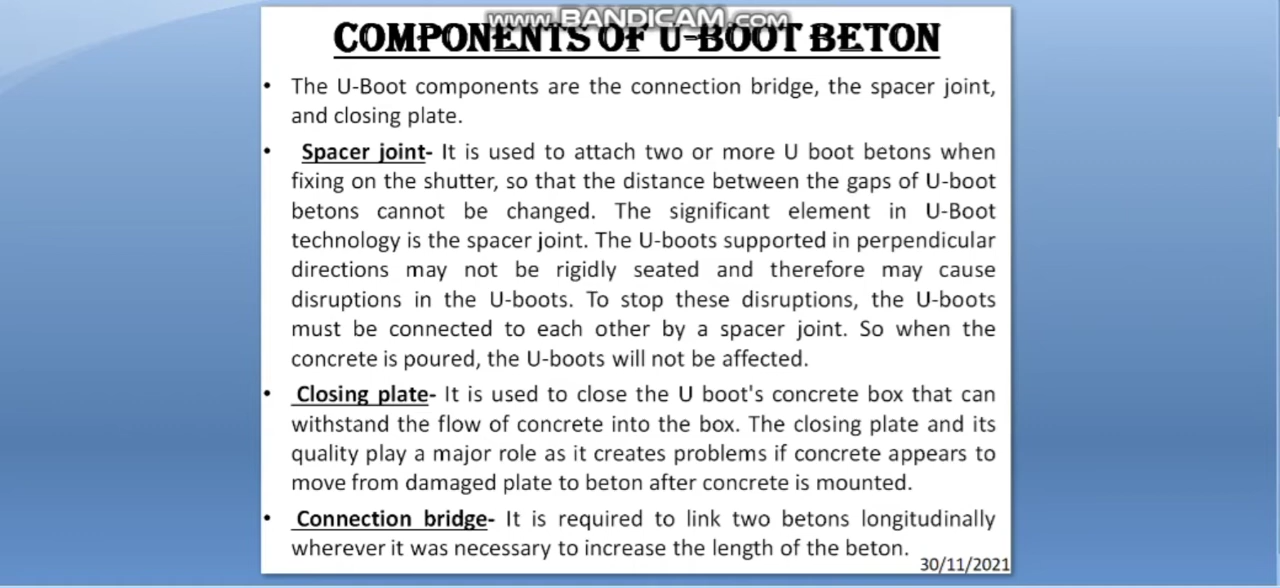 www.BANDICAM.com
COMPONENTS OF U-BOOT BETON
• The U-Boot components are the connection bridge, the spacer joint,
and closing plate.
• Spacer joint- It is used to attach two or more U boot betons when
fixing on the shutter, so that the distance between the gaps of U-boot
betons cannot be changed. The significant element in U-Boot
technology is the spacer joint. The U-boots supported in perpendicular
directions may not be rigidly seated and therefore may cause
disruptions in the U-boots. To stop these disruptions, the U-boots
must be connected to each other by a spacer joint. So when the
concrete is poured, the U-boots will not be affected.
• Closing plate- It is used to close the U boot's concrete box that can
withstand the flow of concrete into the box. The closing plate and its
quality play a major role as it creates problems if concrete appears to
move from damaged plate to beton after concrete is mounted.
• Connection bridge- It is required to link two betons longitudinally
wherever it was necessary to increase the length of the beton.
30/11/2021